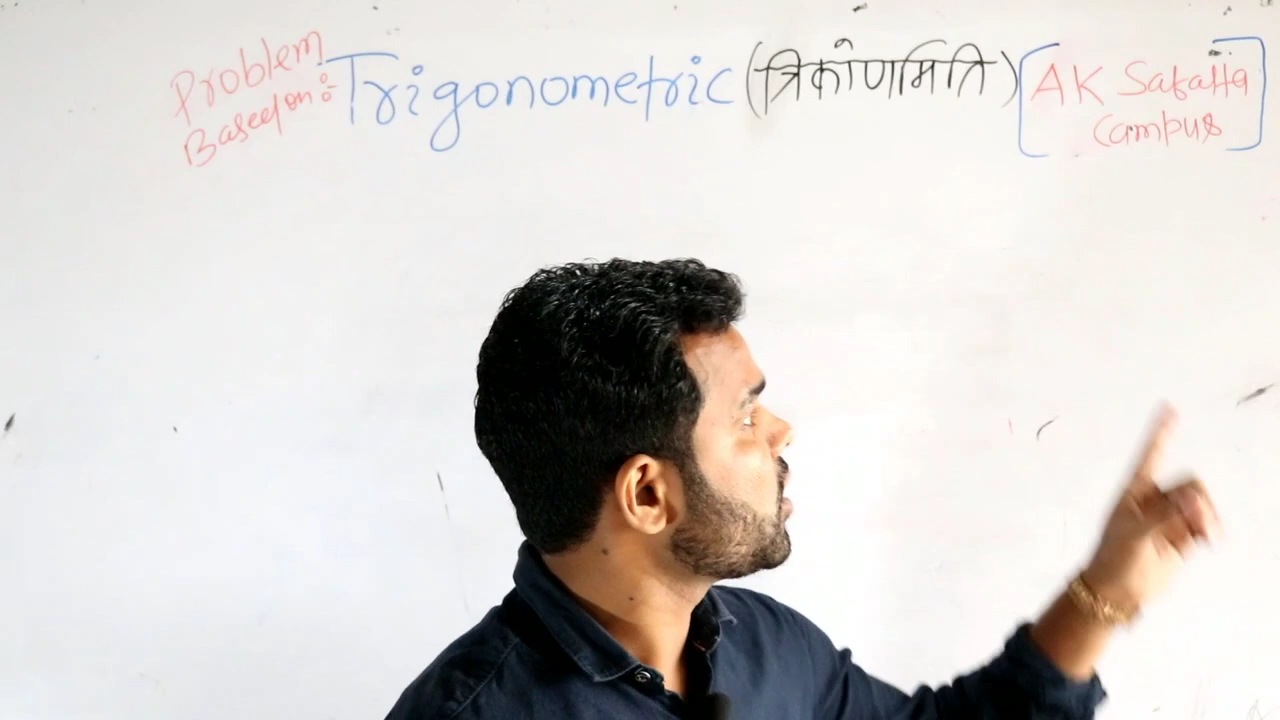 Problem
Based on :- Trigonometric (त्रिकोणमिति) [AK Safalta
Campus]